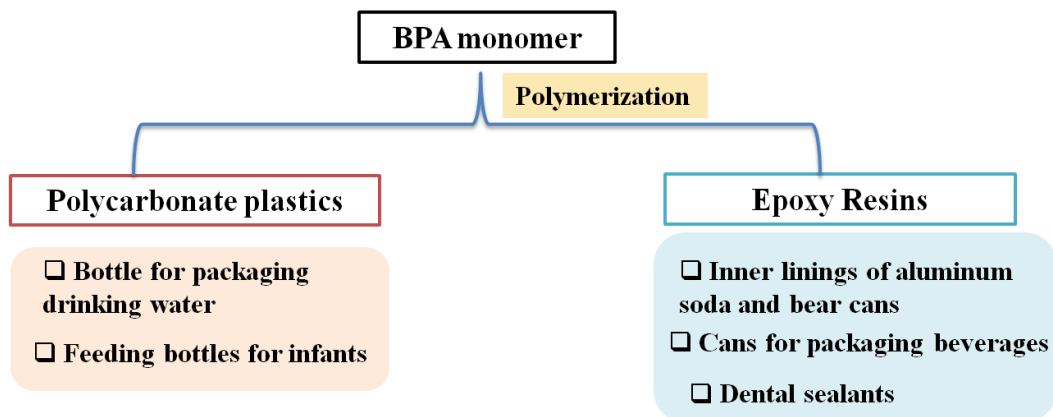 BPA monomer
Polymerization
Polycarbonate plastics
❑ Bottle for packaging
drinking water
❑ Feeding bottles for infants
Epoxy Resins
❑ Inner linings of aluminum
soda and bear cans
❑ Cans for packaging beverages
❑ Dental sealants